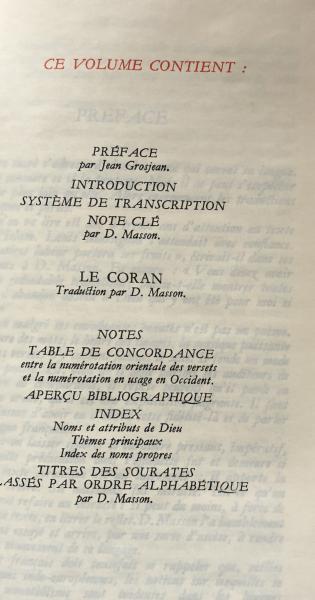 CE VOLUME CONTIENT :
PRÉFACE
par Jean Grosjean.
INTRODUCTION
SYSTÈME DE TRANSCRIPTION
NOTE CLÉ
par D. Masson.
LE CORAN
Traduction par D. Masson.
NOTES
TABLE DE CONCORDANCE
entre la numérotation orientale des versets
et la numérotation en usage en Occident.
APERÇU BIBLIOGRAPHIQUE
INDEX
Noms et attributs de Dieu
Thèmes principaux
Index des noms propres
TITRES DES SOURATES
LASSÉS PAR ORDRE ALPHABÉTIQUE
par D. Masson.